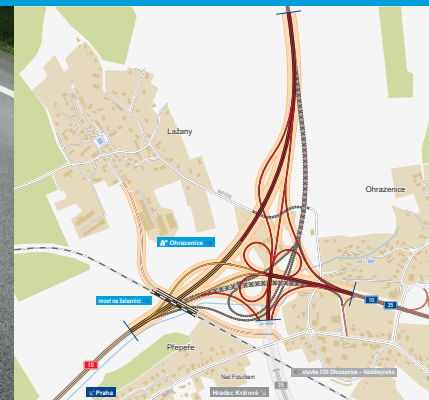 Lažany
Ohrazenice
Ohrazenice
most na železnici
10
35
10
Přepeře
Nad Potůčkem
stavba I/35 Ohrazenice – Valdštejnsko
35
Praha
Hradec Králové